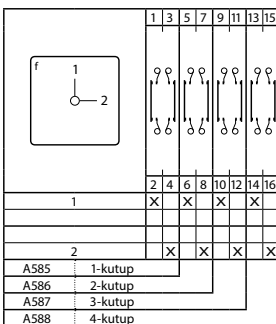 1 3 5 7 9 11 13 15
f
1
2
2 4 6 8 10 12 14 16
1 X X X X
2 X X X X
A585 1-kutup
A586 2-kutup
A587 3-kutup
A588 4-kutup